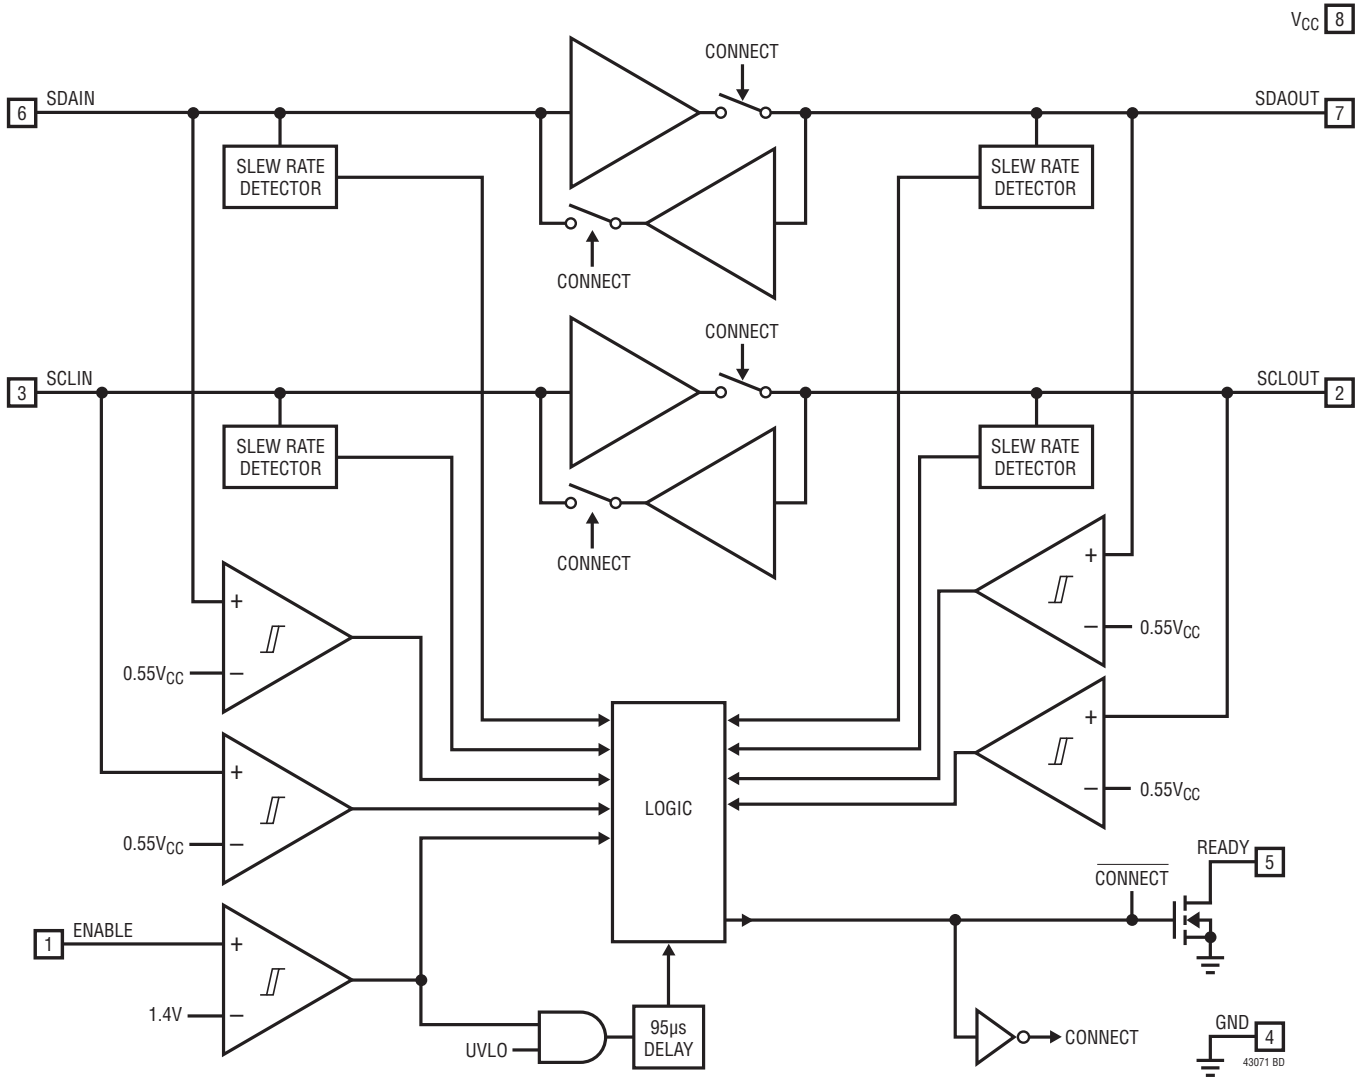 VCC 8
CONNECT
6 SDAIN
SDAOUT 7
SLEW RATE
DETECTOR
SLEW RATE
DETECTOR
CONNECT
CONNECT
3 SCLIN
SCLOUT 2
SLEW RATE
DETECTOR
SLEW RATE
DETECTOR
CONNECT
+
−
0.55VCC
+
−
0.55VCC
+
−
0.55VCC
+
−
0.55VCC
LOGIC
READY 5
CONNECT
1 ENABLE
+
−
1.4V
UVLO
95µs
DELAY
CONNECT
GND 4
43071 BD